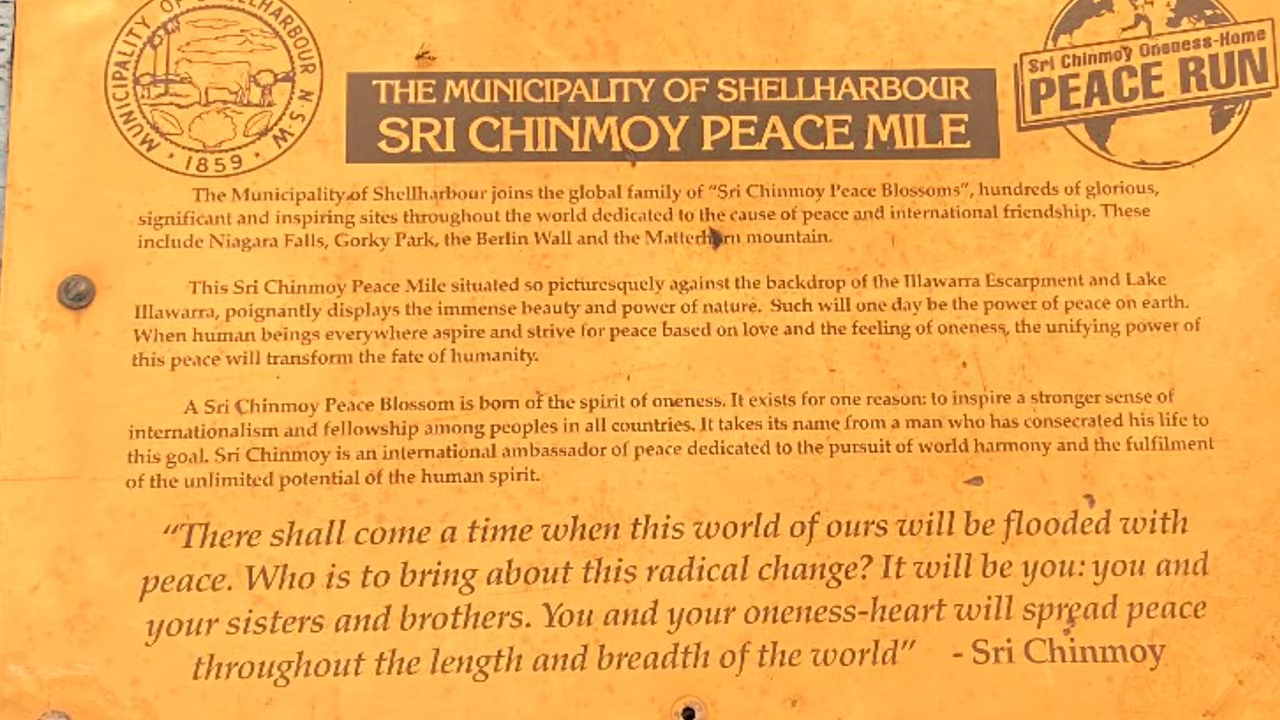 MUNICIPALITY OF SHELLHARBOUR N.S.W.
1859
Sri Chinmoy Oneness-Home
PEACE RUN
THE MUNICIPALITY OF SHELLHARBOUR
SRI CHINMOY PEACE MILE
The Municipality of Shellharbour joins the global family of "Sri Chinmoy Peace Blossoms", hundreds of glorious,
significant and inspiring sites throughout the world dedicated to the cause of peace and international friendship. These
include Niagara Falls, Gorky Park, the Berlin Wall and the Matterhorn mountain.
This Sri Chinmoy Peace Mile situated so picturesquely against the backdrop of the Illawarra Escarpment and Lake
Illawarra, poignantly displays the immense beauty and power of nature. Such will one day be the power of peace on earth.
When human beings everywhere aspire and strive for peace based on love and the feeling of oneness, the unifying power of
this peace will transform the fate of humanity.
A Sri Chinmoy Peace Blossom is born of the spirit of oneness. It exists for one reason: to inspire a stronger sense of
internationalism and fellowship among peoples in all countries. It takes its name from a man who has consecrated his life to
this goal. Sri Chinmoy is an international ambassador of peace dedicated to the pursuit of world harmony and the fulfilment
of the unlimited potential of the human spirit.
"There shall come a time when this world of ours will be flooded with
peace. Who is to bring about this radical change? It will be you: you and
your sisters and brothers. You and your oneness-heart will spread peace
throughout the length and breadth of the world" - Sri Chinmoy